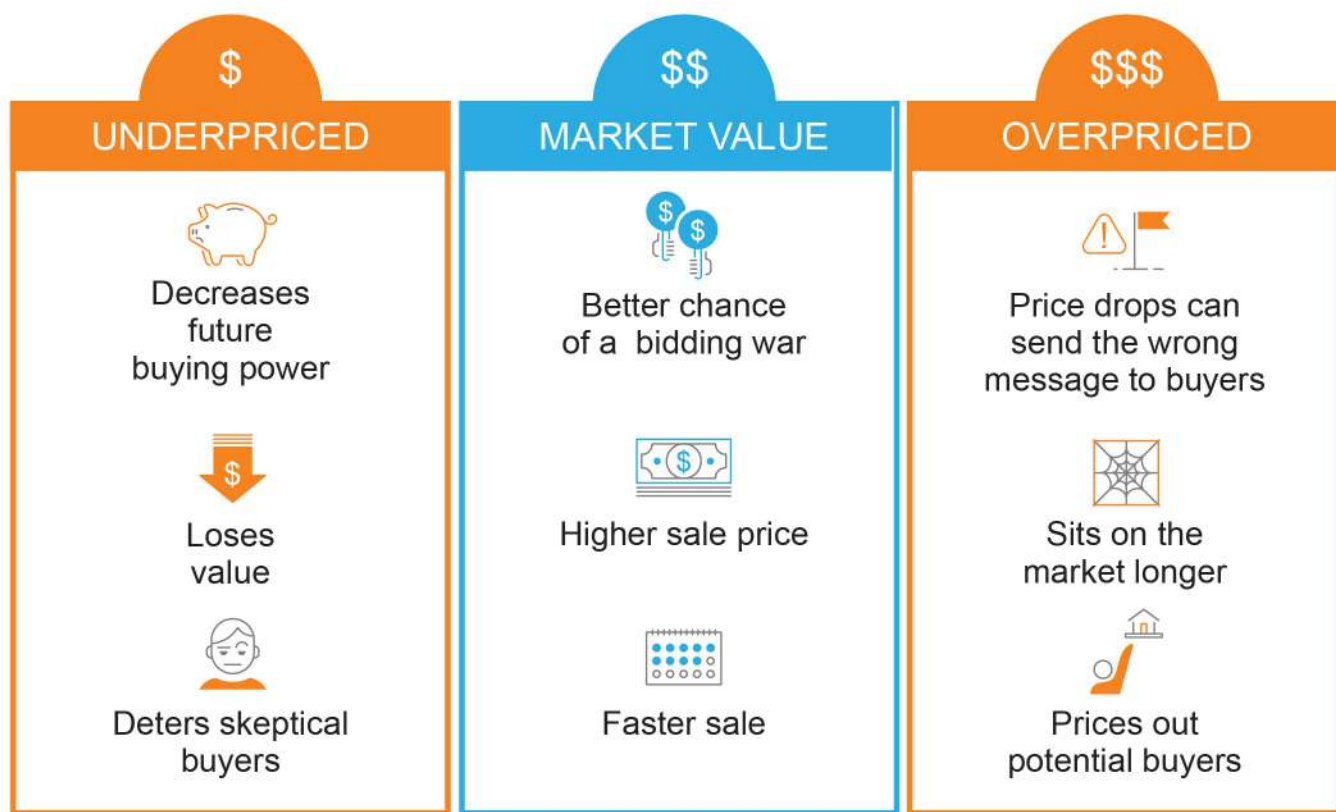 $
UNDERPRICED
Decreases
future
buying power
$
Loses
value
Deters skeptical
buyers
$$
MARKET VALUE
$
$
Better chance
of a bidding war
$
Higher sale price
Faster sale
$$$
OVERPRICED
!
Price drops can
send the wrong
message to buyers
Sits on the
market longer
Prices out
potential buyers